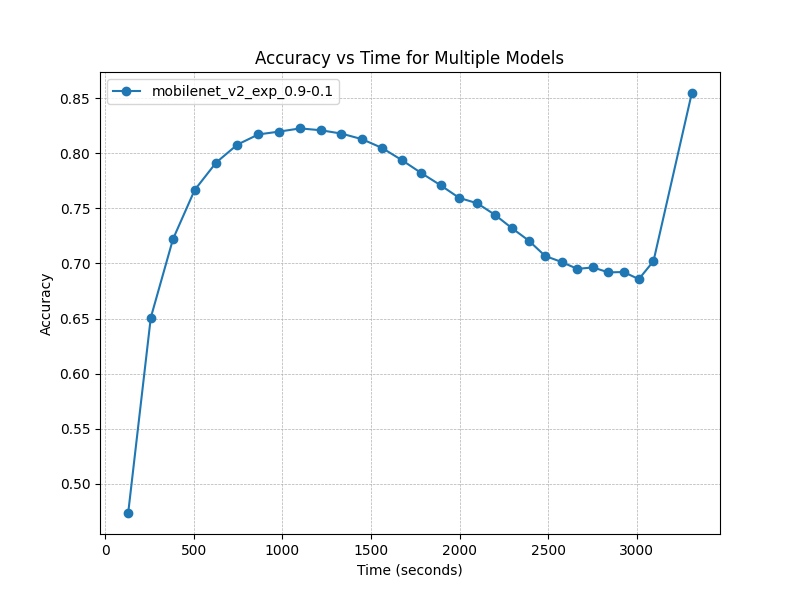 Accuracy vs Time for Multiple Models
mobilenet_v2_exp_0.9-0.1
0.85
0.80
0.75
0.70
0.65
0.60
0.55
0.50
Accuracy
0 500 1000 1500 2000 2500 3000
Time (seconds)